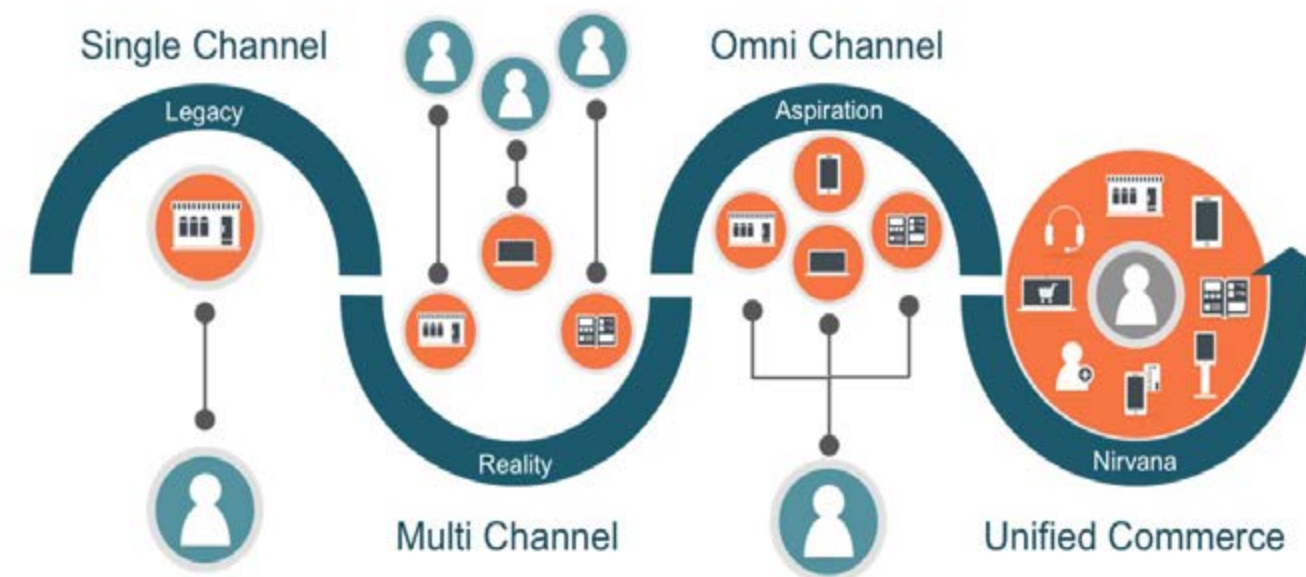 Single Channel
Legacy
Reality
Multi Channel
Omni Channel
Aspiration
Nirvana
Unified Commerce